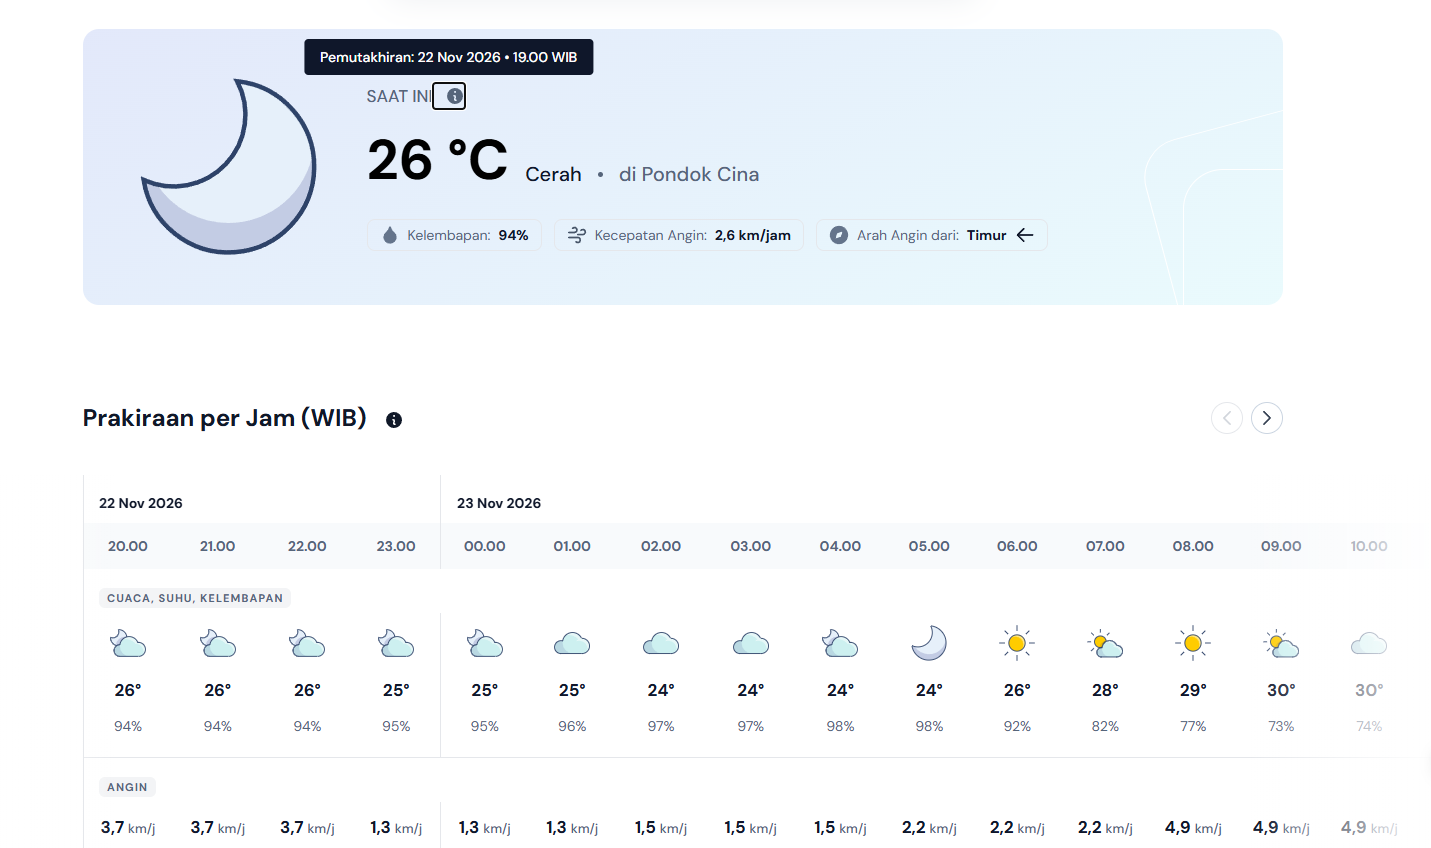 Pemutakhiran: 22 Nov 2026 • 19.00 WIB
SAAT INI
26 °C Cerah • di Pondok Cina
Kelembapan: 94% Kecepatan Angin: 2,6 km/jam Arah Angin dari: Timur
Prakiraan per Jam (WIB)
22 Nov 2026 23 Nov 2026
20.00 21.00 22.00 23.00 00.00 01.00 02.00 03.00 04.00 05.00 06.00 07.00 08.00 09.00 10.00
CUACA, SUHU, KELEMBAPAN
26° 26° 26° 25° 25° 25° 24° 24° 24° 24° 26° 28° 29° 30° 30°
94% 94% 94% 95% 95% 96% 97% 97% 98% 98% 92% 82% 77% 73% 74%
ANGIN
3,7 km/j 3,7 km/j 3,7 km/j 1,3 km/j 1,3 km/j 1,3 km/j 1,5 km/j 1,5 km/j 1,5 km/j 2,2 km/j 2,2 km/j 2,2 km/j 4,9 km/j 4,9 km/j 4,9 km/j